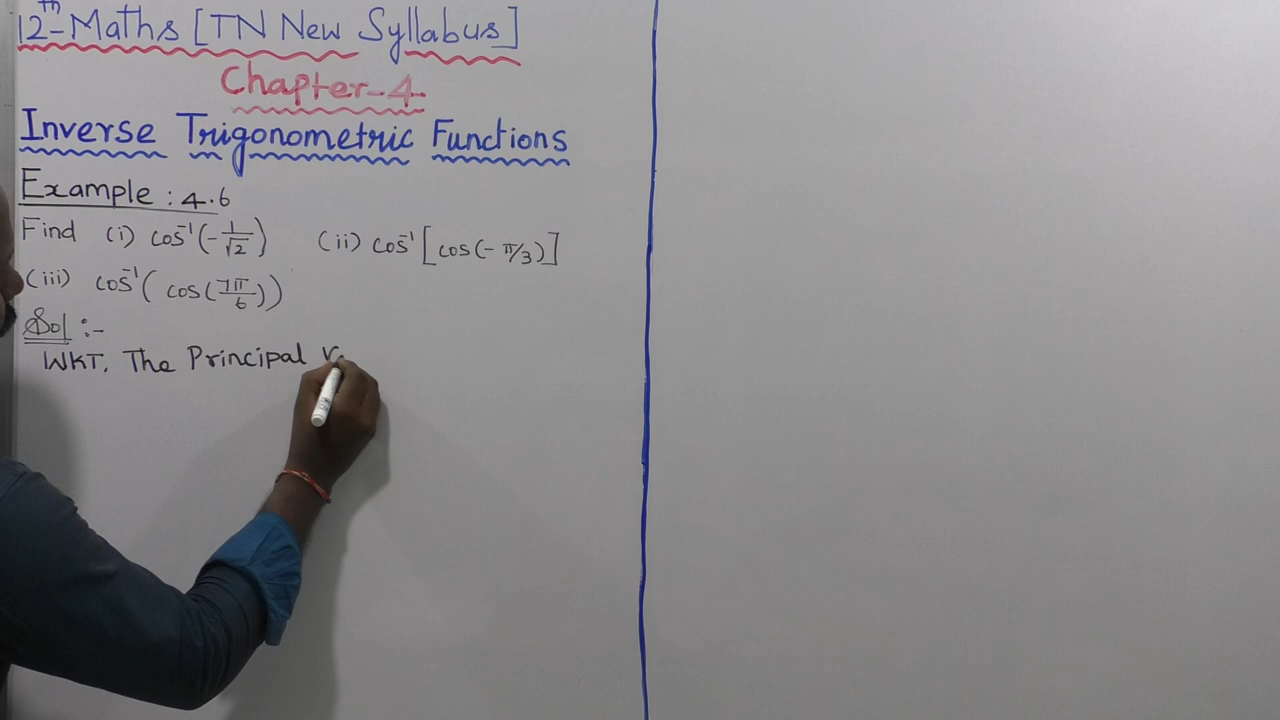 12th-Maths [TN New Syllabus]
Chapter-4
Inverse Trigonometric Functions
Example : 4.6
Find (i) cos⁻¹(-1/√2) (ii) cos⁻¹[cos(-π/3)]
(iii) cos⁻¹(cos(7π/6))
Sol :-
WKT, The Principal